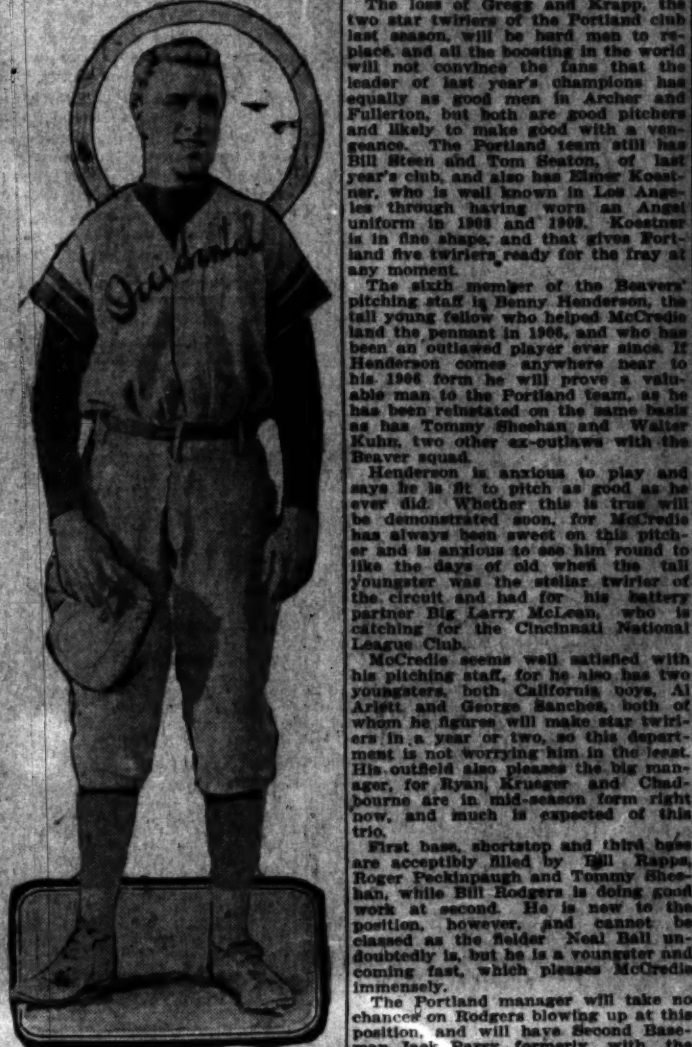 The loss of Gregg and Krapp, the
two star twirlers of the Portland club
last season, will be hard men to re-
place, and all the boosting in the world
will not convince the fans that the
leader of last year's champions has
equally as good men in Archer and
Fullerton, but both are good pitchers
and likely to make good with a ven-
geance. The Portland team still has
Bill Steen and Tom Seaton, of last
year's club, and also has Elmer Koest-
ner, who is well known in Los Ange-
les through having worn an Angel
uniform in 1908 and 1909. Koestner
is in fine shape, and that gives Port-
land five twirlers ready for the fray at
any moment.
The sixth member of the Beavers'
pitching staff is Benny Henderson, the
tall young fellow who helped McCredie
land the pennant in 1906, and who has
been an outlawed player ever since. If
Henderson comes anywhere near to
his 1906 form he will prove a valu-
able man to the Portland team, as he
has been reinstated on the same basis
as has Tommy Sheehan and Walter
Kuhn, two other ex-outlaws with the
Beaver squad.
Henderson is anxious to play and
says he is fit to pitch as good as he
ever did. Whether this is true will
be demonstrated soon, for McCredie
has always been sweet on this pitch-
er and is anxious to see him round to
like the days of old when the tall
youngster was the stellar twirler of
the circuit and had for his battery
partner Big Larry McLean, who is
catching for the Cincinnati National
League Club.
McCredie seems well satisfied with
his pitching staff, for he also has two
youngsters, both California boys, Al
Arlett and George Sanches, both of
whom he figures will make star twirl-
ers in a year or two, so this depart-
ment is not worrying him in the least.
His outfield also pleases the big man-
ager, for Ryan, Krueger and Chad-
bourne are in mid-season form right
now, and much is expected of this
trio.
First base, shortstop and third base
are acceptibly filled by Bill Rapps,
Roger Peckinpaugh and Tommy Shee-
han, while Bill Rodgers is doing good
work at second. He is new to the
position, however, and cannot be
classed as the fielder Neal Ball un-
doubtedly is, but he is a youngster and
coming fast, which pleases McCredie
immensely.
The Portland manager will take no
chances on Rodgers blowing up at this
position, and will have Second Base-
man Jack Barry, formerly with the